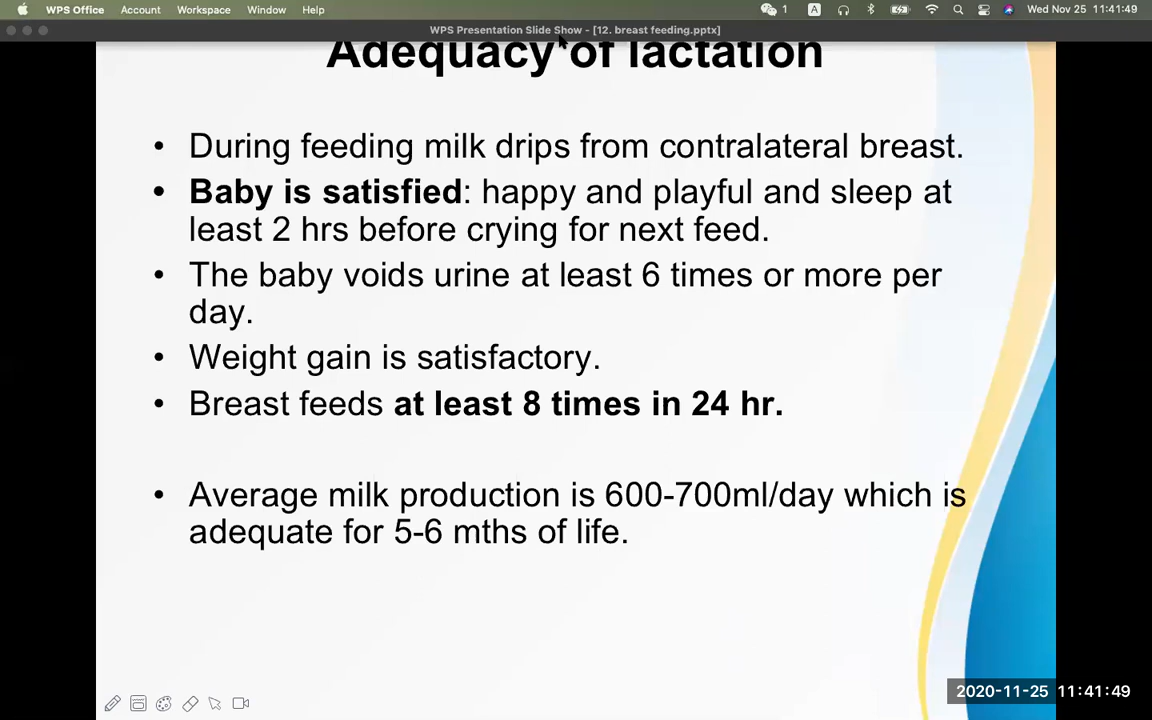 WPS Office Account Workspace Window Help 1 A Wed Nov 25 11:41:49
WPS Presentation Slide Show - [12. breast feeding.pptx]
Adequacy of lactation
• During feeding milk drips from contralateral breast.
• Baby is satisfied: happy and playful and sleep at
least 2 hrs before crying for next feed.
• The baby voids urine at least 6 times or more per
day.
• Weight gain is satisfactory.
• Breast feeds at least 8 times in 24 hr.
• Average milk production is 600-700ml/day which is
adequate for 5-6 mths of life.
2020-11-25 11:41:49